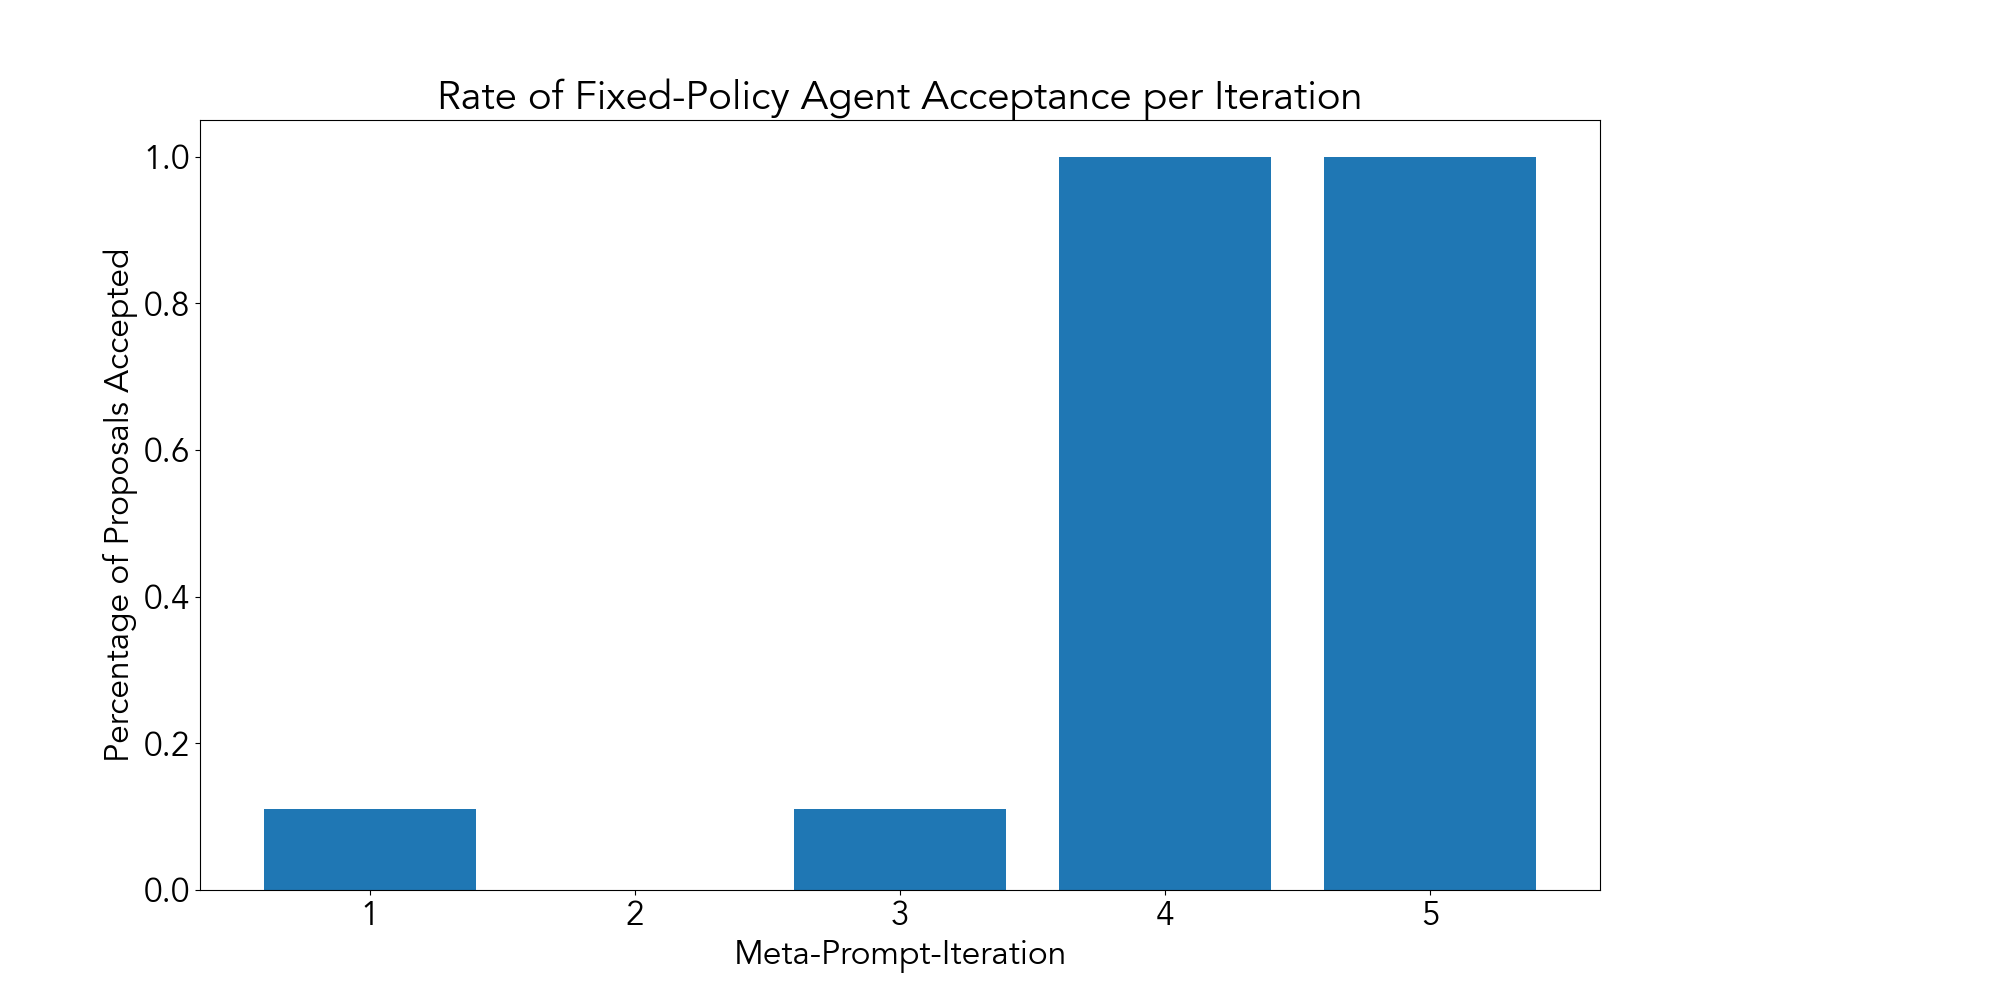 Rate of Fixed-Policy Agent Acceptance per Iteration
Percentage of Proposals Accepted
1.0
0.8
0.6
0.4
0.2
0.0
1 2 3 4 5
Meta-Prompt-Iteration